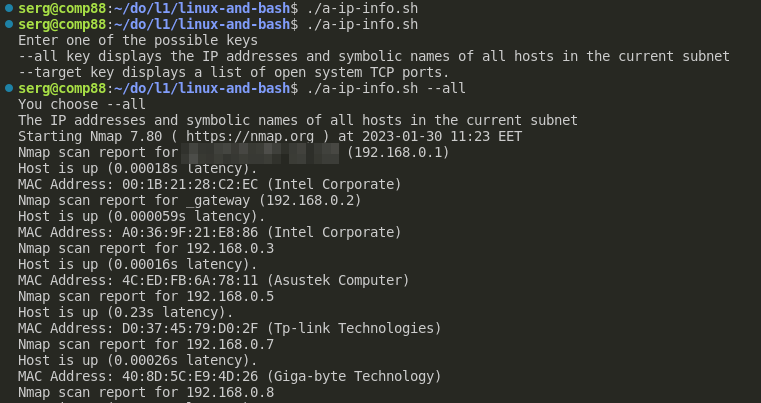 serg@comp88:~/do/l1/linux-and-bash$ ./a-ip-info.sh
serg@comp88:~/do/l1/linux-and-bash$ ./a-ip-info.sh
Enter one of the possible keys
--all key displays the IP addresses and symbolic names of all hosts in the current subnet
--target key displays a list of open system TCP ports.
serg@comp88:~/do/l1/linux-and-bash$ ./a-ip-info.sh --all
You choose --all
The IP addresses and symbolic names of all hosts in the current subnet
Starting Nmap 7.80 ( https://nmap.org ) at 2023-01-30 11:23 EET
Nmap scan report for (192.168.0.1)
Host is up (0.00018s latency).
MAC Address: 00:1B:21:28:C2:EC (Intel Corporate)
Nmap scan report for _gateway (192.168.0.2)
Host is up (0.000059s latency).
MAC Address: A0:36:9F:21:E8:86 (Intel Corporate)
Nmap scan report for 192.168.0.3
Host is up (0.00016s latency).
MAC Address: 4C:ED:FB:6A:78:11 (Asustek Computer)
Nmap scan report for 192.168.0.5
Host is up (0.23s latency).
MAC Address: D0:37:45:79:D0:2F (Tp-link Technologies)
Nmap scan report for 192.168.0.7
Host is up (0.00026s latency).
MAC Address: 40:8D:5C:E9:4D:26 (Giga-byte Technology)
Nmap scan report for 192.168.0.8